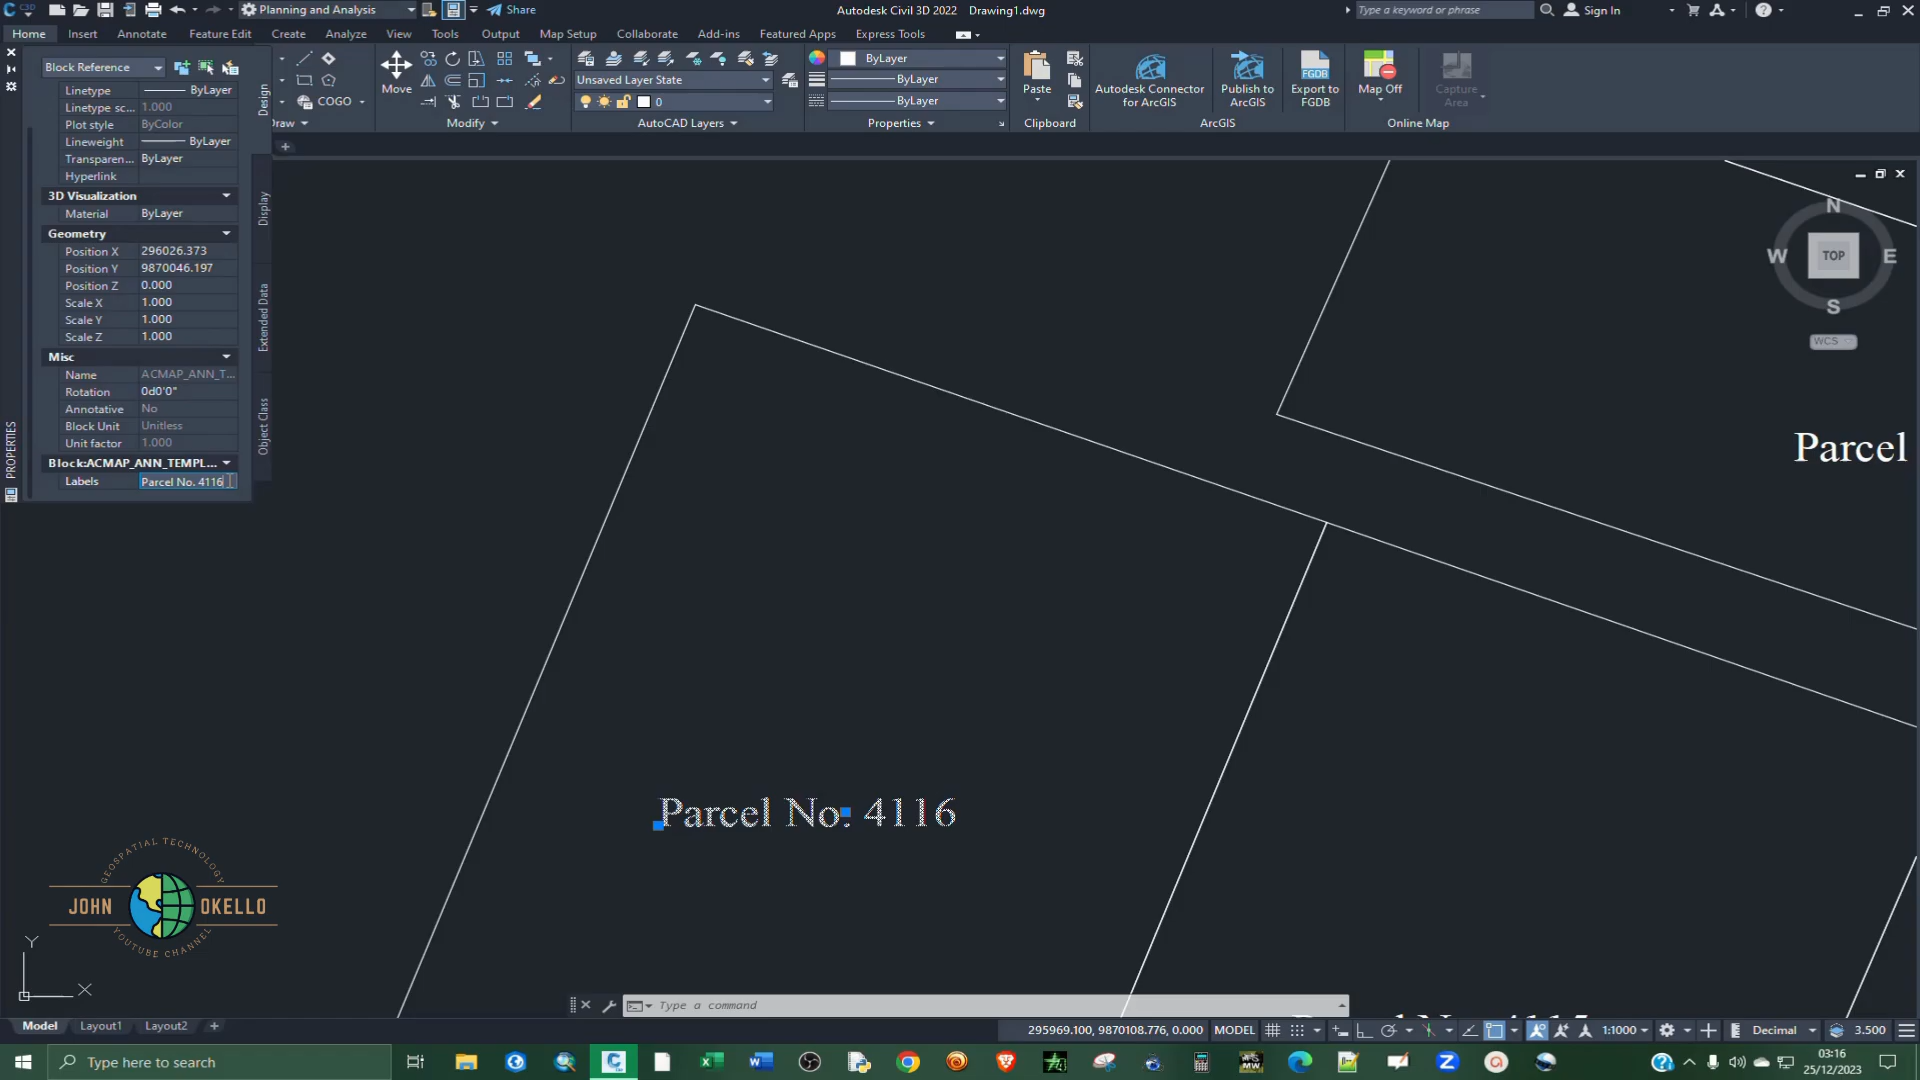 Planning and Analysis
Share
Autodesk Civil 3D 2022 Drawing1.dwg
Type a keyword or phrase
Sign In
Home Insert Annotate Feature Edit Create Analyze View Tools Output Map Setup Collaborate Add-ins Featured Apps Express Tools
Block Reference
Linetype ByLayer
Linetype sc... 1.000
Plot style ByColor
Lineweight ByLayer
Transparen... ByLayer
Hyperlink
3D Visualization
Material ByLayer
Geometry
Position X 296026.373
Position Y 9870046.197
Position Z 0.000
Scale X 1.000
Scale Y 1.000
Scale Z 1.000
Misc
Name ACMAP_ANN_T...
Rotation 0d0'0"
Annotative No
Block Unit Unitless
Unit factor 1.000
Block:ACMAP_ANN_TEMPL...
Labels Parcel No. 4116
PROPERTIES
Design
Display
Extended Data
Object Class
COGO
Draw
Move
Modify
Unsaved Layer State
0
AutoCAD Layers
ByLayer
ByLayer
ByLayer
Properties
Paste
Clipboard
Autodesk Connector
for ArcGIS
Publish to
ArcGIS
FGDB
Export to
FGDB
ArcGIS
Map Off
Capture
Area
Online Map
N
W TOP E
S
WCS
Parcel
Parcel No. 4116
GEOSPATIAL TECHNOLOGY
JOHN OKELLO
YOUTUBE CHANNEL
Y
X
Type a command
Model Layout1 Layout2
295969.100, 9870108.776, 0.000 MODEL
1:1000
Decimal
3.500
Type here to search
03:16
25/12/2023